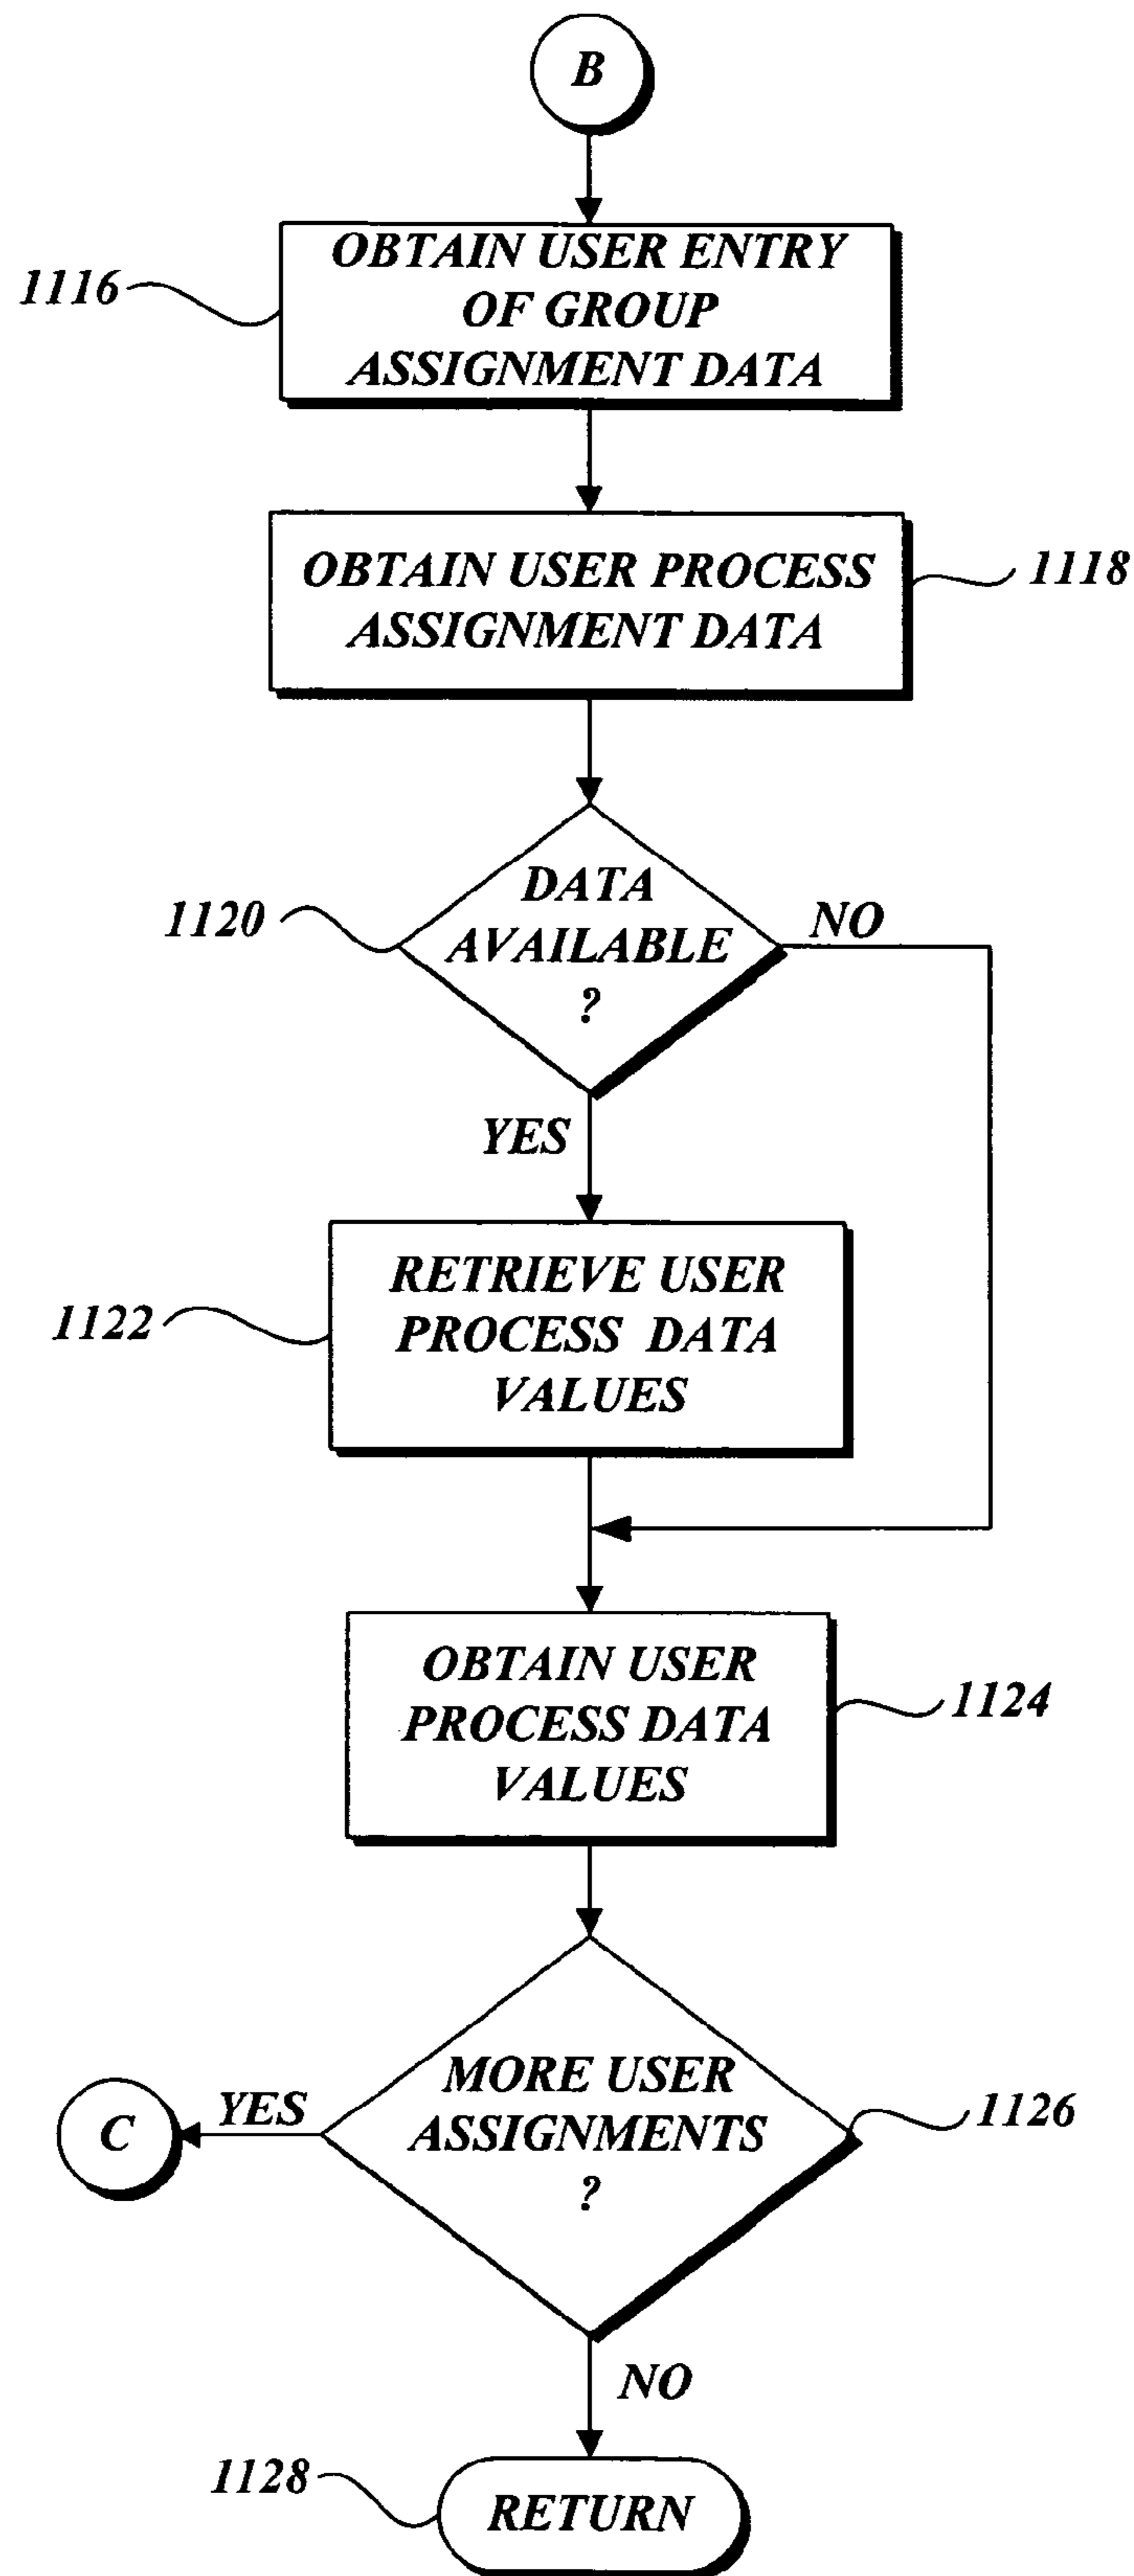 B
1116
OBTAIN USER ENTRY
OF GROUP
ASSIGNMENT DATA
OBTAIN USER PROCESS
ASSIGNMENT DATA
1118
1120
DATA
AVAILABLE
?
NO
YES
1122
RETRIEVE USER
PROCESS DATA
VALUES
OBTAIN USER
PROCESS DATA
VALUES
1124
C
YES
MORE USER
ASSIGNMENTS
?
1126
NO
1128
RETURN